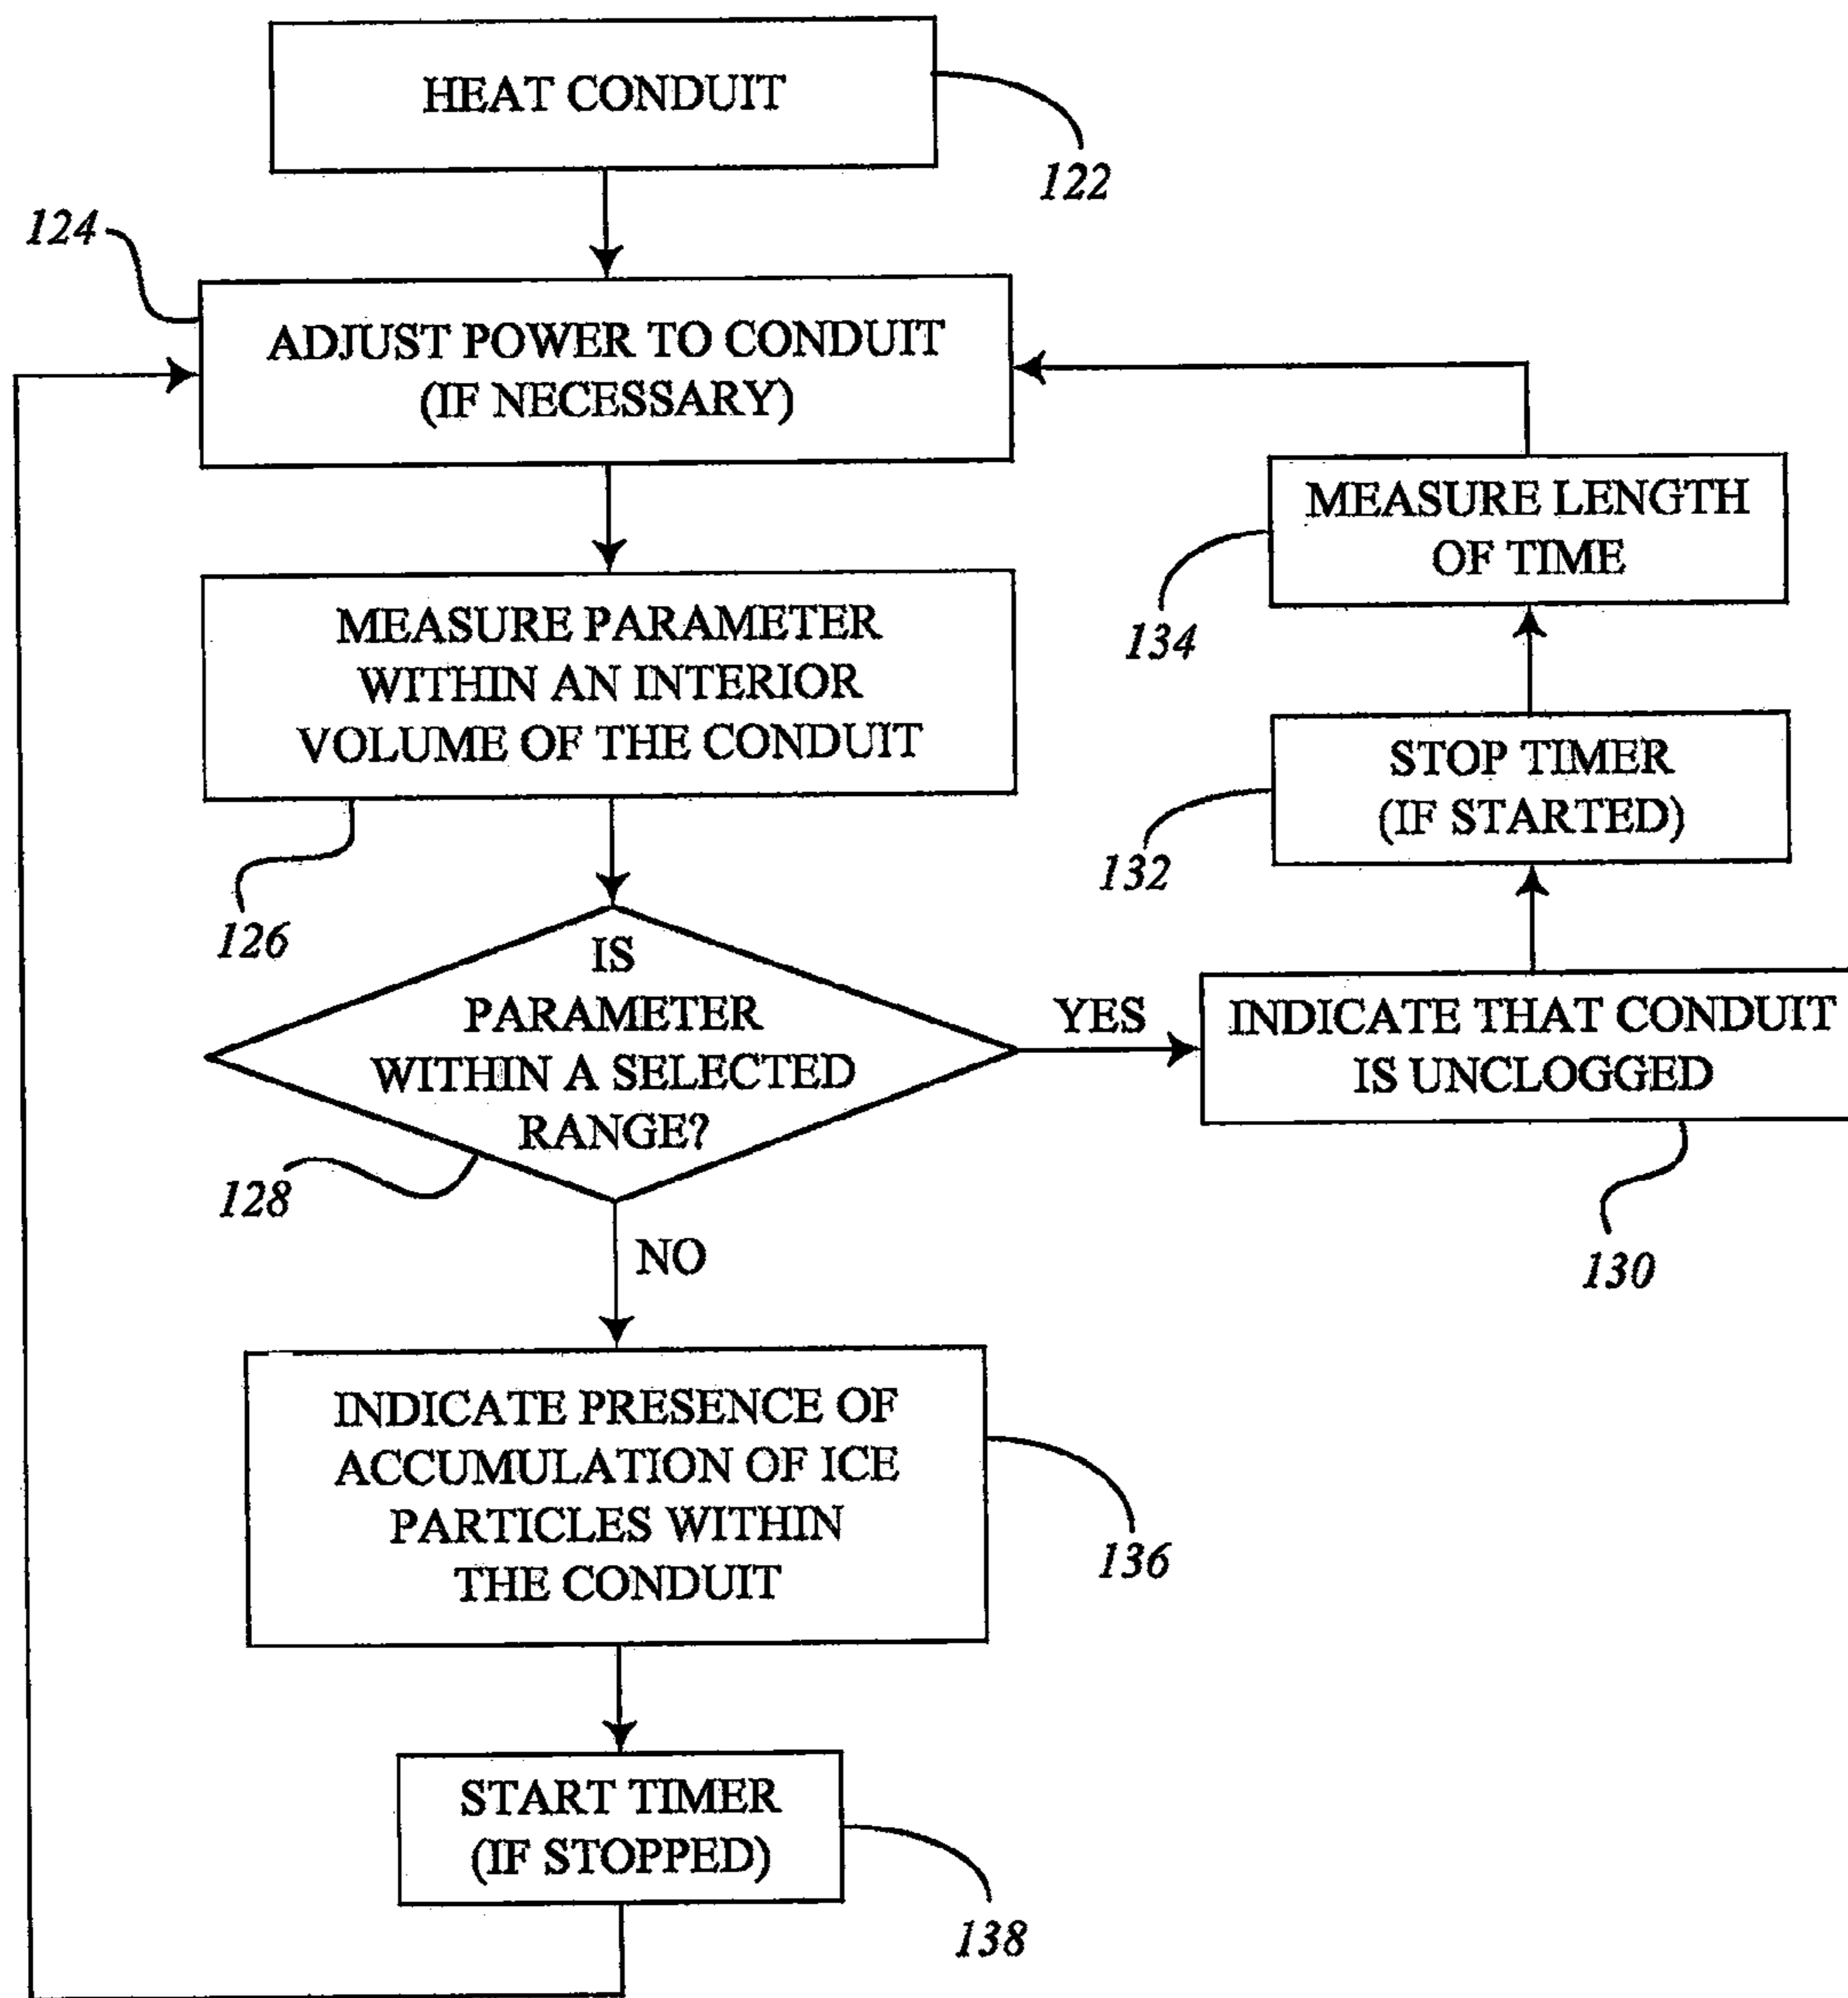 HEAT CONDUIT
122
124
ADJUST POWER TO CONDUIT
(IF NECESSARY)
MEASURE LENGTH
OF TIME
134
MEASURE PARAMETER
WITHIN AN INTERIOR
VOLUME OF THE CONDUIT
126
STOP TIMER
(IF STARTED)
132
IS
PARAMETER
WITHIN A SELECTED
RANGE?
128
YES
INDICATE THAT CONDUIT
IS UNCLOGGED
130
NO
INDICATE PRESENCE OF
ACCUMULATION OF ICE
PARTICLES WITHIN
THE CONDUIT
136
START TIMER
(IF STOPPED)
138